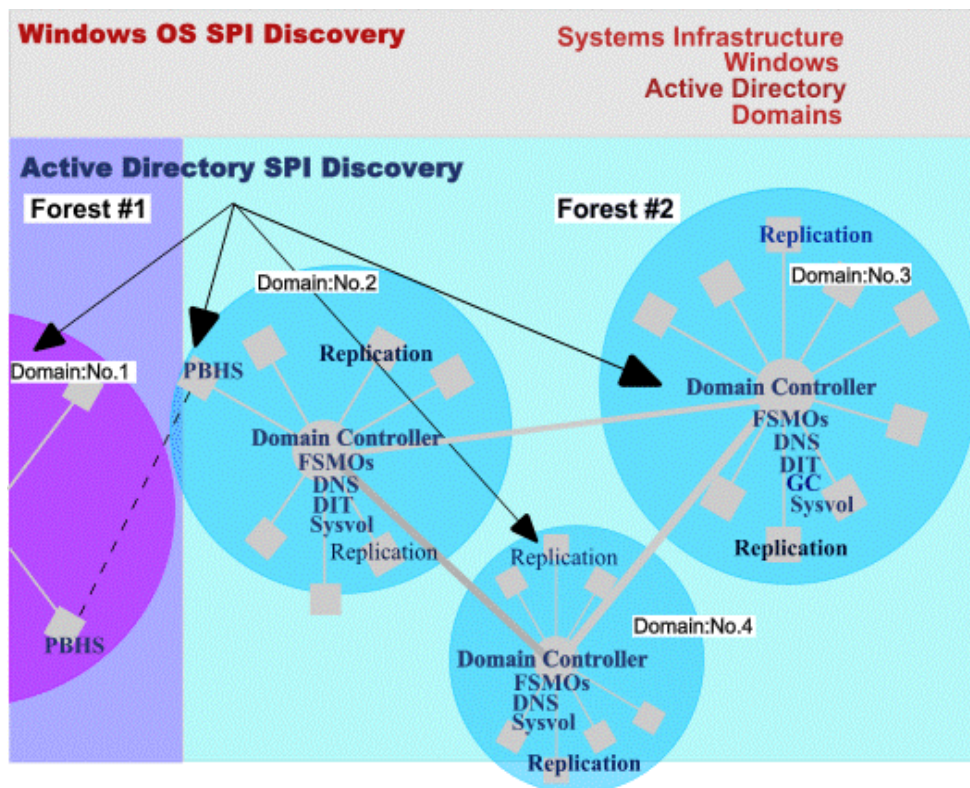 Windows OS SPI Discovery
Systems Infrastructure
Windows
Active Directory
Domains
Active Directory SPI Discovery
Forest #1
Forest #2
Replication
Domain:No.3
Domain:No.2
Replication
Domain:No.1
PBHS
Domain Controller
FSMOs
DNS
DIT
GC
Sysvol
Replication
Domain Controller
FSMOs
DNS
DIT
Sysvol
Replication
Replication
Domain:No.4
PBHS
Domain Controller
FSMOs
DNS
Sysvol
Replication